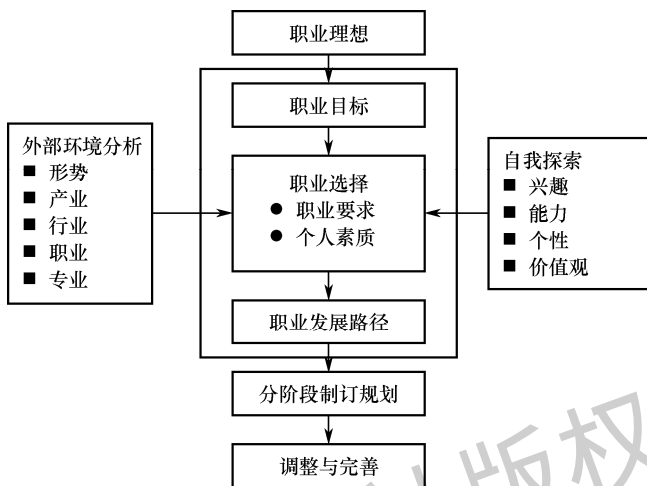 职业理想
职业目标
外部环境分析
■ 形势
■ 产业
■ 行业
■ 职业
■ 专业
职业选择
● 职业要求
● 个人素质
自我探索
■ 兴趣
■ 能力
■ 个性
■ 价值观
职业发展路径
分阶段制订规划
调整与完善
版权